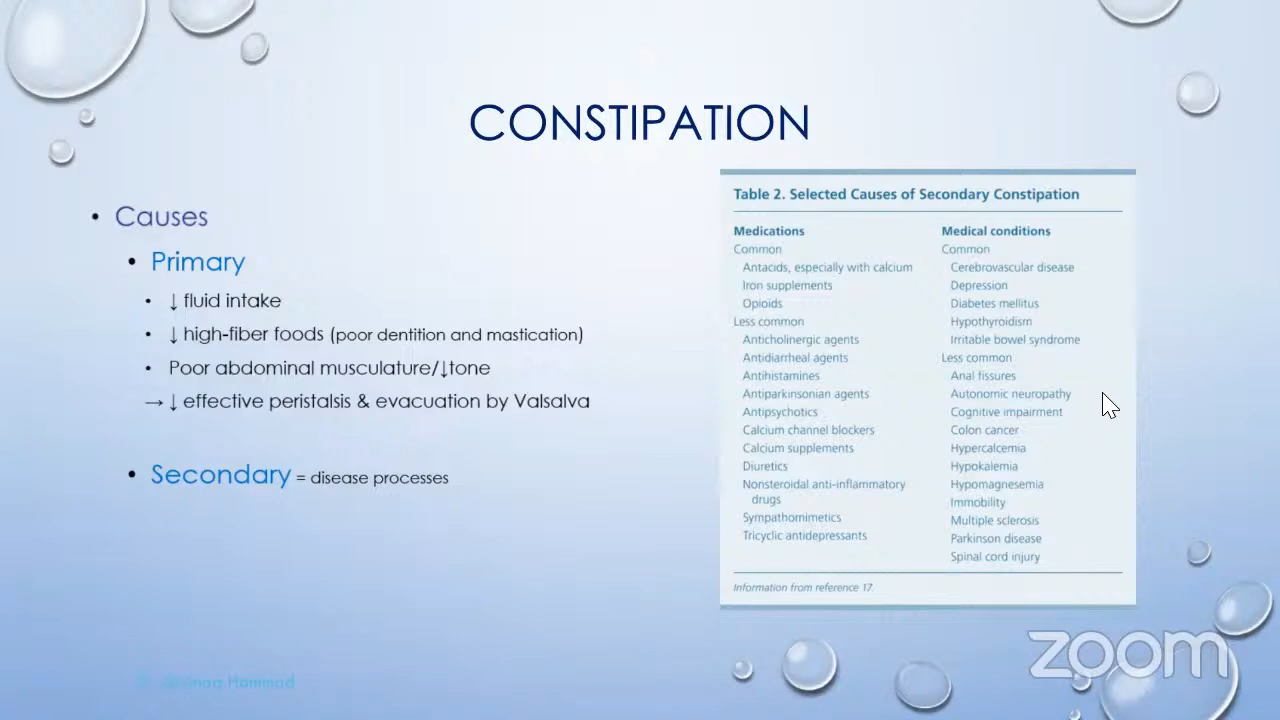 CONSTIPATION
• Causes
• Primary
• ↓ fluid intake
• ↓ high-fiber foods (poor dentition and mastication)
• Poor abdominal musculature/↓tone
→ ↓ effective peristalsis & evacuation by Valsalva
• Secondary = disease processes
Table 2. Selected Causes of Secondary Constipation
Medications
Common
Antacids, especially with calcium
Iron supplements
Opioids
Less common
Anticholinergic agents
Antidiarrheal agents
Antihistamines
Antiparkinsonian agents
Antipsychotics
Calcium channel blockers
Calcium supplements
Diuretics
Nonsteroidal anti-inflammatory
drugs
Sympathomimetics
Tricyclic antidepressants
Medical conditions
Common
Cerebrovascular disease
Depression
Diabetes mellitus
Hypothyroidism
Irritable bowel syndrome
Less common
Anal fissures
Autonomic neuropathy
Cognitive impairment
Colon cancer
Hypercalcemia
Hypokalemia
Hypomagnesemia
Immobility
Multiple sclerosis
Parkinson disease
Spinal cord injury
Information from reference 17.
zoom
Hammad